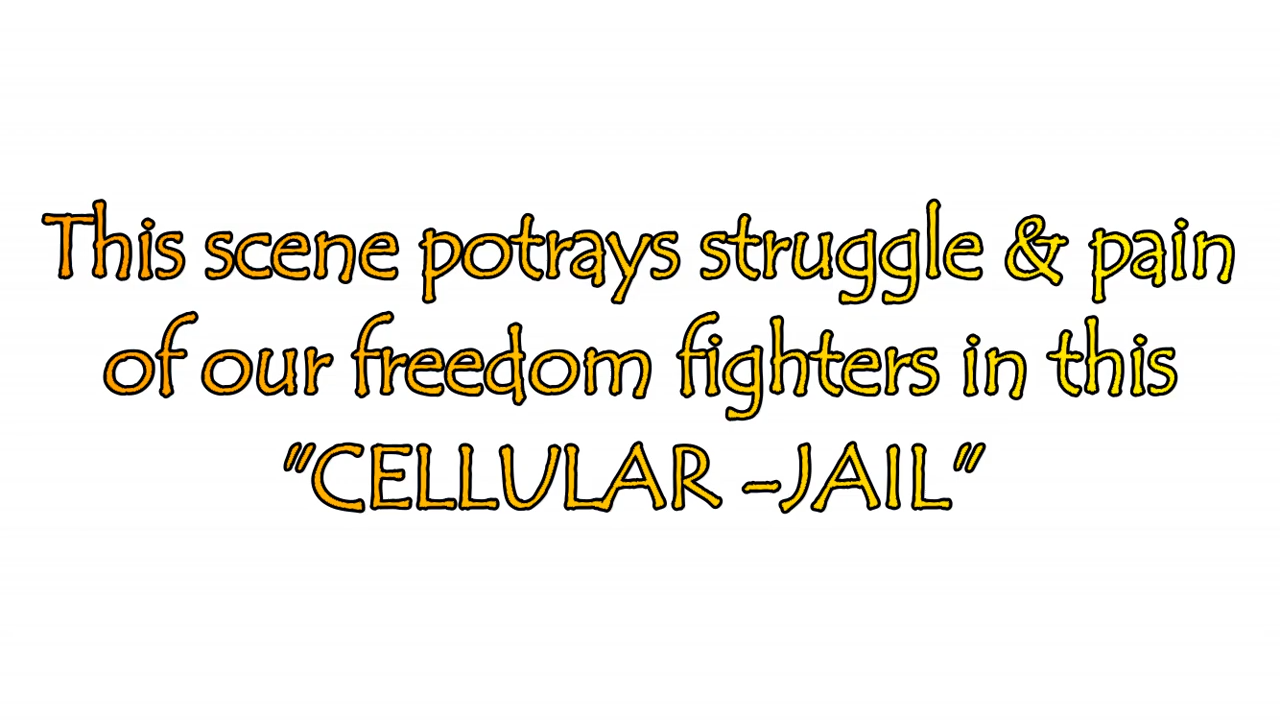 This scene potrays struggle & pain
of our freedom fighters in this
"CELLULAR -JAIL"